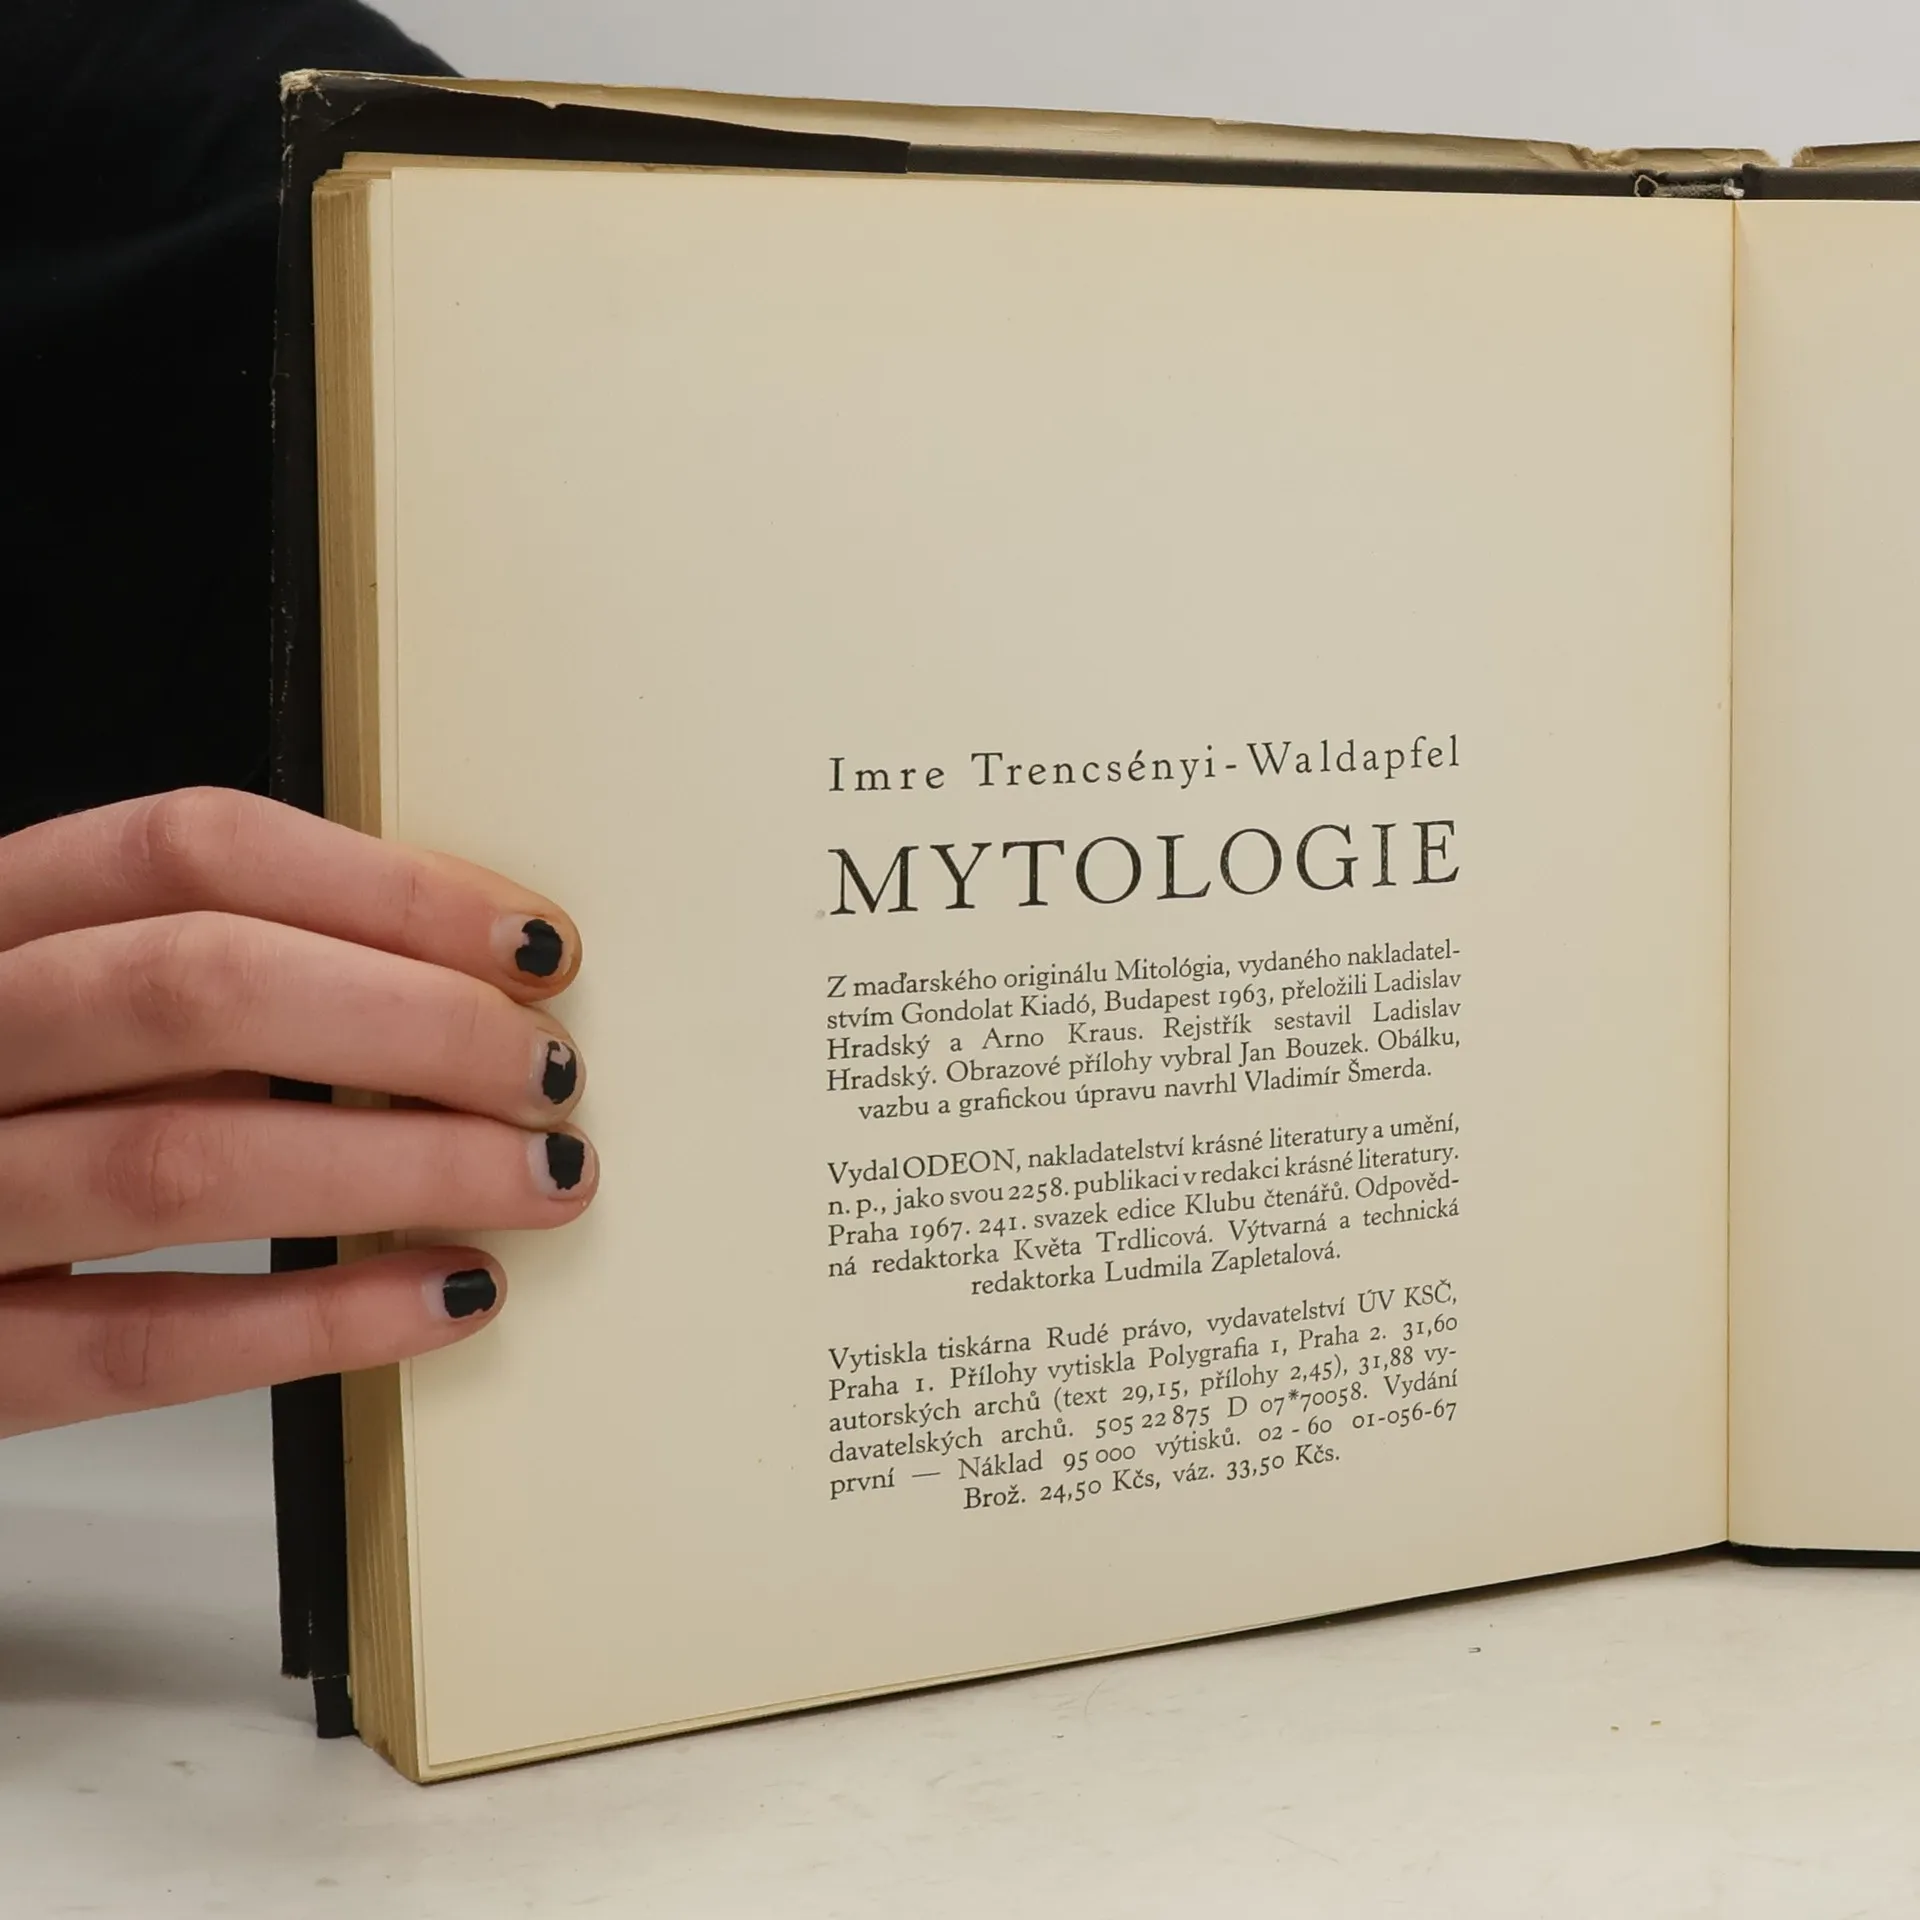 Imre Trencsényi-Waldapfel
MYTOLOGIE
Z maďarského originálu Mitológia, vydaného nakladatel-
stvím Gondolat Kiadó, Budapest 1963, přeložili Ladislav
Hradský a Arno Kraus. Rejstřík sestavil Ladislav
Hradský. Obrazové přílohy vybral Jan Bouzek. Obálku,
vazbu a grafickou úpravu navrhl Vladimír Šmerda.
Vydal ODEON, nakladatelství krásné literatury a umění,
n. p., jako svou 2258. publikaci v redakci krásné literatury.
Praha 1967. 241. svazek edice Klubu čtenářů. Odpověd-
ná redaktorka Květa Trdlicová. Výtvarná a technická
redaktorka Ludmila Zapletalová.
Vytiskla tiskárna Rudé právo, vydavatelství ÚV KSČ,
Praha 1. Přílohy vytiskla Polygrafia 1, Praha 2. 31,60
autorských archů (text 29,15, přílohy 2,45), 31,88 vy-
davatelských archů. 505 22 875 D 07*70058. Vydání
první — Náklad 95 000 výtisků. 02 - 60 01-056-67
Brož. 24,50 Kčs, váz. 33,50 Kčs.